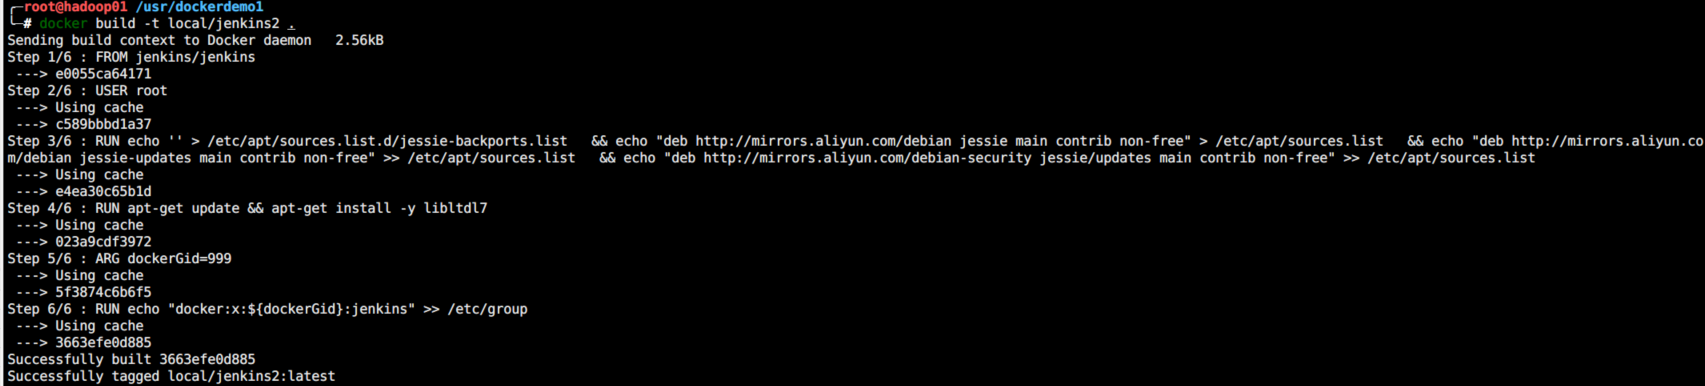 root@hadoop01 /usr/dockerdemo1
# docker build -t local/jenkins2 .
Sending build context to Docker daemon   2.56kB
Step 1/6 : FROM jenkins/jenkins
 ---> e0055ca64171
Step 2/6 : USER root
 ---> Using cache
 ---> c589bbbd1a37
Step 3/6 : RUN echo '' > /etc/apt/sources.list.d/jessie-backports.list   && echo "deb http://mirrors.aliyun.com/debian jessie main contrib non-free" > /etc/apt/sources.list   && echo "deb http://mirrors.aliyun.co
m/debian jessie-updates main contrib non-free" >> /etc/apt/sources.list   && echo "deb http://mirrors.aliyun.com/debian-security jessie/updates main contrib non-free" >> /etc/apt/sources.list
 ---> Using cache
 ---> e4ea30c65b1d
Step 4/6 : RUN apt-get update && apt-get install -y libltdl7
 ---> Using cache
 ---> 023a9cdf3972
Step 5/6 : ARG dockerGid=999
 ---> Using cache
 ---> 5f3874c6b6f5
Step 6/6 : RUN echo "docker:x:${dockerGid}:jenkins" >> /etc/group
 ---> Using cache
 ---> 3663efe0d885
Successfully built 3663efe0d885
Successfully tagged local/jenkins2:latest